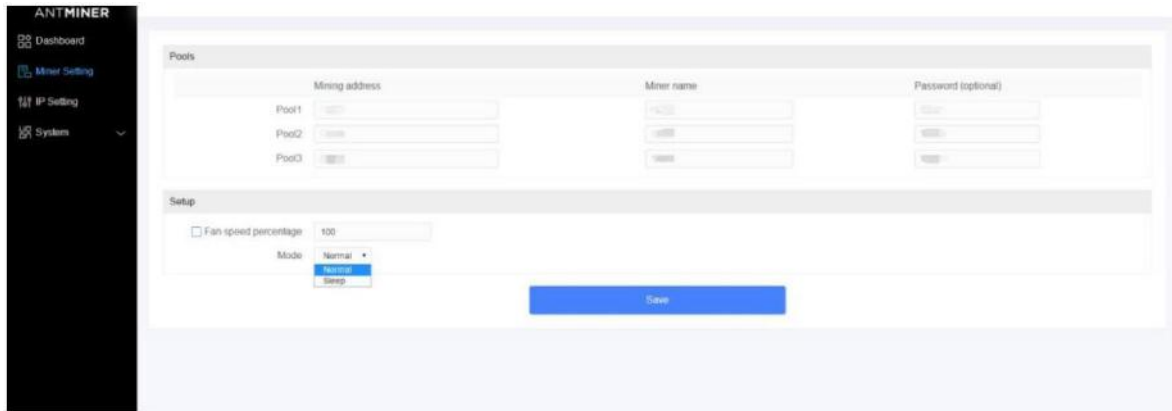 ANTMINER
Dashboard
Miner Setting
IP Setting
System
Pools
Mining address Miner name Password (optional)
Pool1
Pool2
Pool3
Setup
Fan speed percentage 100
Mode Normal
Normal
Sleep
Save